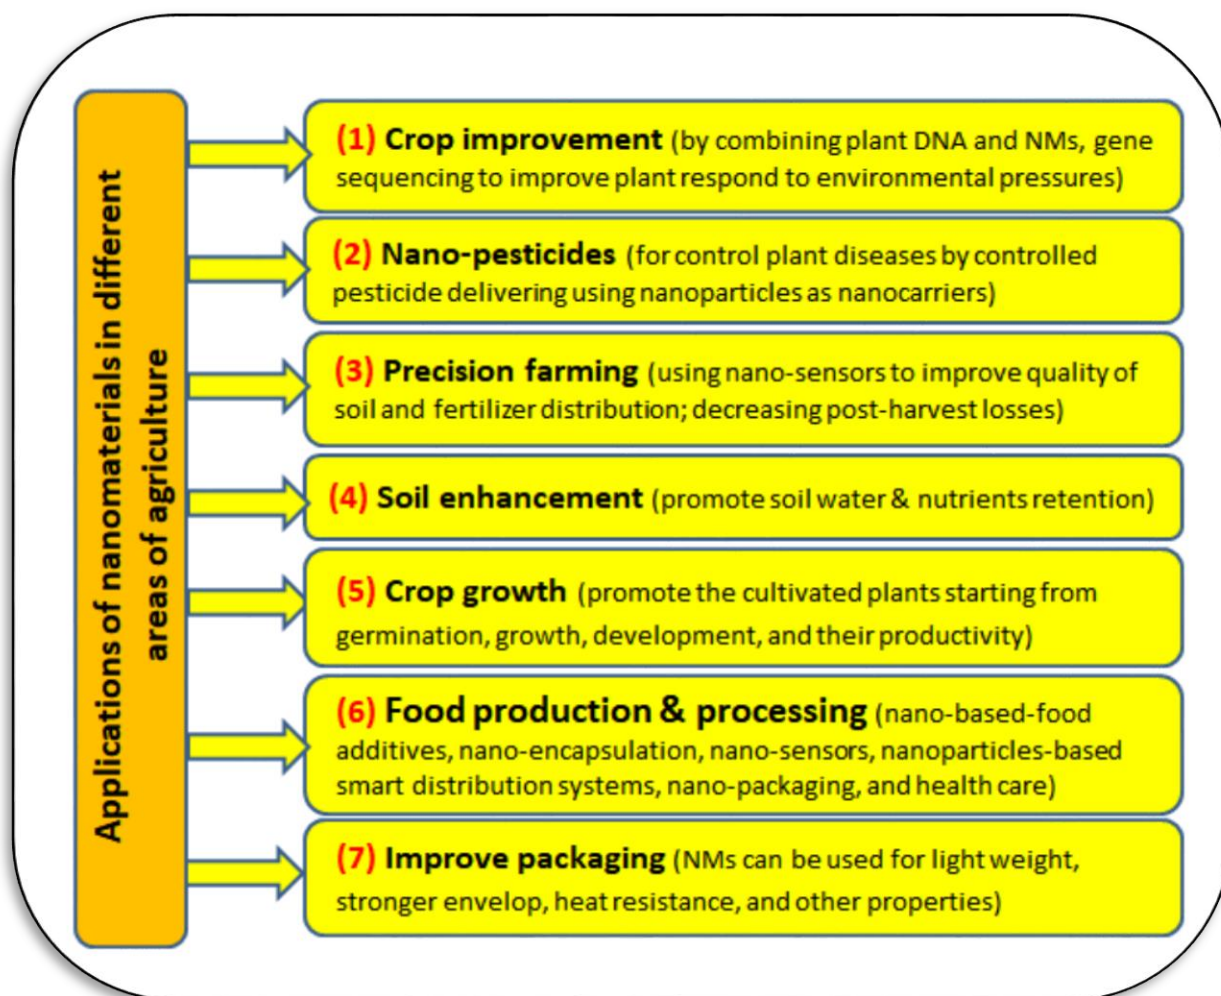 Applications of nanomaterials in different
areas of agriculture
(1) Crop improvement (by combining plant DNA and NMs, gene
sequencing to improve plant respond to environmental pressures)
(2) Nano-pesticides (for control plant diseases by controlled
pesticide delivering using nanoparticles as nanocarriers)
(3) Precision farming (using nano-sensors to improve quality of
soil and fertilizer distribution; decreasing post-harvest losses)
(4) Soil enhancement (promote soil water & nutrients retention)
(5) Crop growth (promote the cultivated plants starting from
germination, growth, development, and their productivity)
(6) Food production & processing (nano-based-food
additives, nano-encapsulation, nano-sensors, nanoparticles-based
smart distribution systems, nano-packaging, and health care)
(7) Improve packaging (NMs can be used for light weight,
stronger envelop, heat resistance, and other properties)